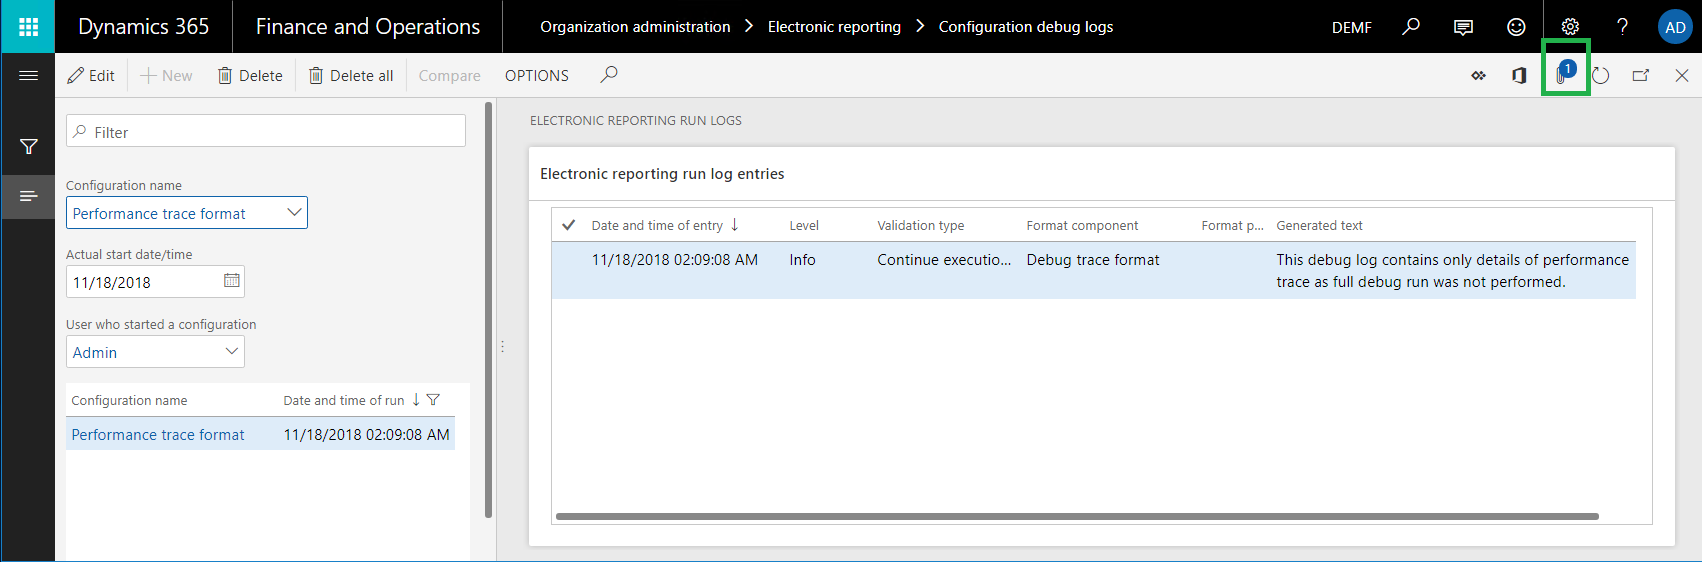 Dynamics 365 Finance and Operations Organization administration Electronic reporting Configuration debug logs DEMF ? AD
Edit New Delete Delete all Compare OPTIONS 1
Filter
Configuration name
Performance trace format
Actual start date/time
11/18/2018
User who started a configuration
Admin
Configuration name Date and time of run
Performance trace format 11/18/2018 02:09:08 AM
ELECTRONIC REPORTING RUN LOGS
Electronic reporting run log entries
Date and time of entry Level Validation type Format component Format p... Generated text
11/18/2018 02:09:08 AM Info Continue executio... Debug trace format This debug log contains only details of performance
trace as full debug run was not performed.